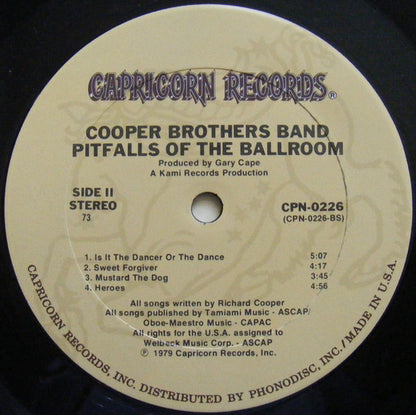 CAPRICORN RECORDS®
COOPER BROTHERS BAND
PITFALLS OF THE BALLROOM
Produced by Gary Cape
A Kami Records Production
SIDE II
STEREO
73
CPN-0226
(CPN-0226-BS)
1. Is It The Dancer Or The Dance 5:07
2. Sweet Forgiver 4:17
3. Mustard The Dog 3:45
4. Heroes 4:56
All songs written by Richard Cooper
All songs published by Tamiami Music - ASCAP/
Oboe-Maestro Music - CAPAC
All rights for the U.S. assigned to
Welbeck Music Corp. - ASCAP
℗ 1979 Capricorn Records, Inc.
CAPRICORN RECORDS, INC. DISTRIBUTED BY PHONODISC, INC./MADE IN U.S.A.